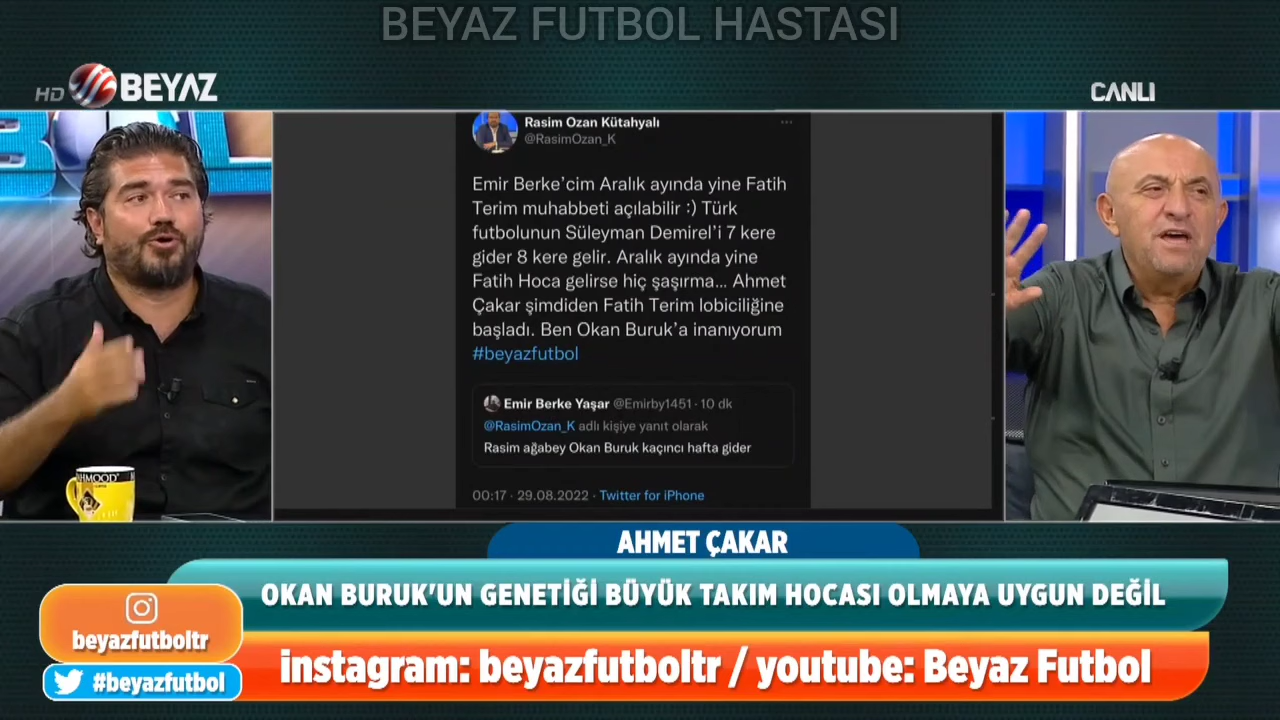 BEYAZ FUTBOL HASTASI
HD BEYAZ
CANLI
Rasim Ozan Kütahyalı
@RasimOzan_K
Emir Berke'cim Aralık ayında yine Fatih
Terim muhabbeti açılabilir :) Türk
futbolunun Süleyman Demirel'i 7 kere
gider 8 kere gelir. Aralık ayında yine
Fatih Hoca gelirse hiç şaşırma... Ahmet
Çakar şimdiden Fatih Terim lobiciliğine
başladı. Ben Okan Buruk'a inanıyorum
#beyazfutbol
Emir Berke Yaşar @Emirby1451 · 10 dk
@RasimOzan_K adlı kişiye yanıt olarak
Rasim ağabey Okan Buruk kaçıncı hafta gider
00:17 · 29.08.2022 · Twitter for iPhone
AHMET ÇAKAR
OKAN BURUK'UN GENETİĞİ BÜYÜK TAKIM HOCASI OLMAYA UYGUN DEĞİL
beyazfutboltr
#beyazfutbol
instagram: beyazfutboltr / youtube: Beyaz Futbol